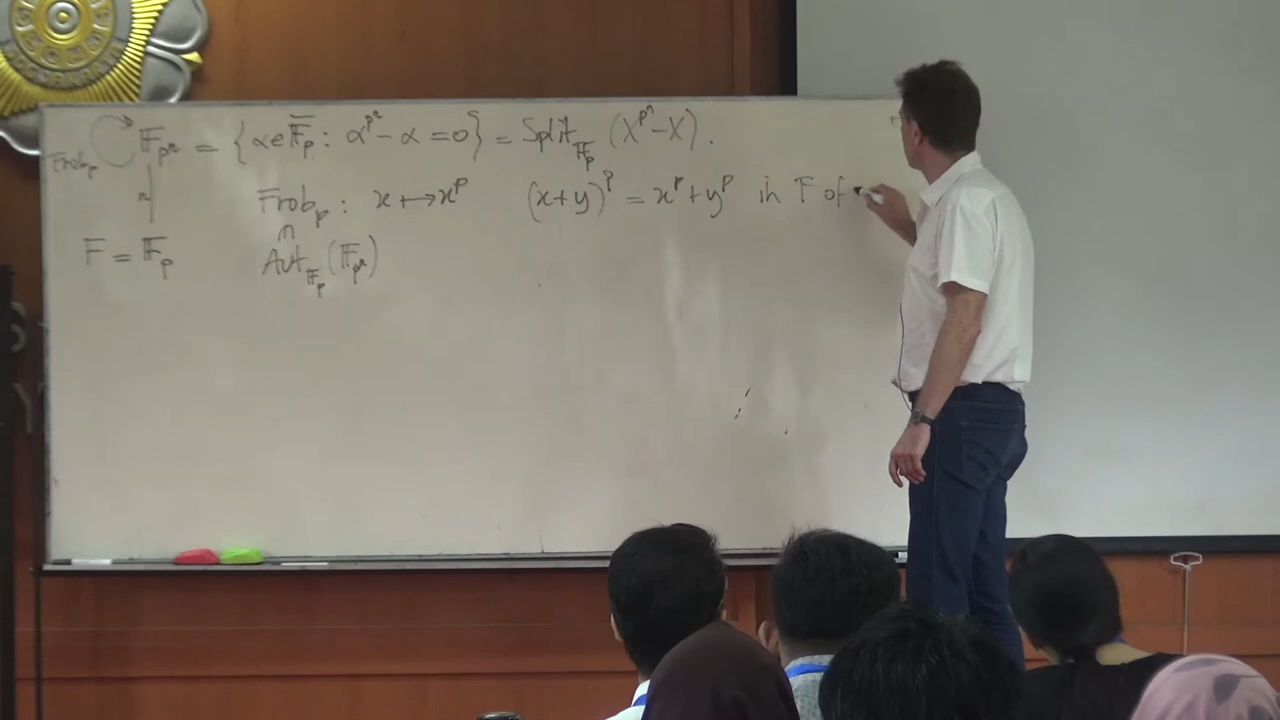 Frob_p 𝔽_{p^n} = {α∈𝔽̄_p : α^{p^n} − α = 0} = Split_{𝔽_p} (X^{p^n} − X).
n Frob_p : x ↦ x^p (x+y)^p = x^p + y^p in F of
∩
F = 𝔽_p Aut_{𝔽_p}(𝔽_{p^n})